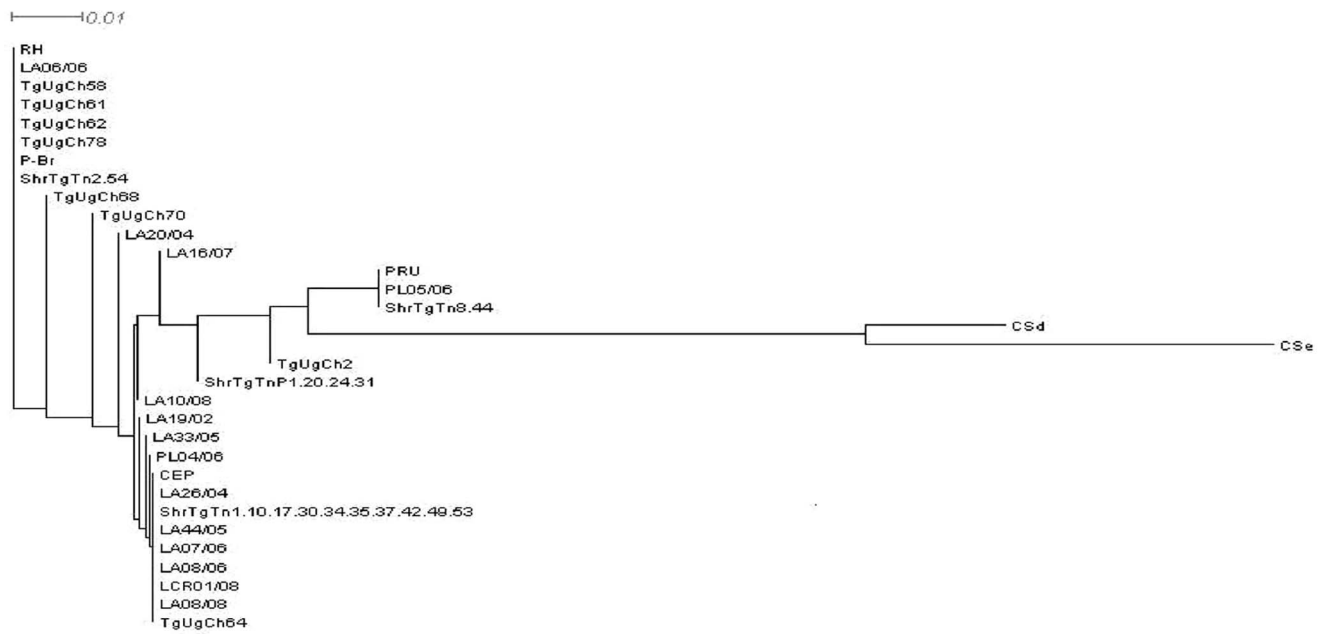 0.01
RH
LA06/06
TgUgCh58
TgUgCh61
TgUgCh62
TgUgCh78
P-Br
ShrTgTn2.54
TgUgCh68
TgUgCh70
LA20/04
LA16/07
PRU
PL05/06
ShrTgTn8.44
CSd
CSe
TgUgCh2
ShrTgTnP1.20.24.31
LA10/08
LA19/02
LA33/05
PL04/06
CEP
LA26/04
ShrTgTn1.10.17.30.34.35.37.42.49.53
LA44/05
LA07/06
LA08/06
LCR01/08
LA08/08
TgUgCh64